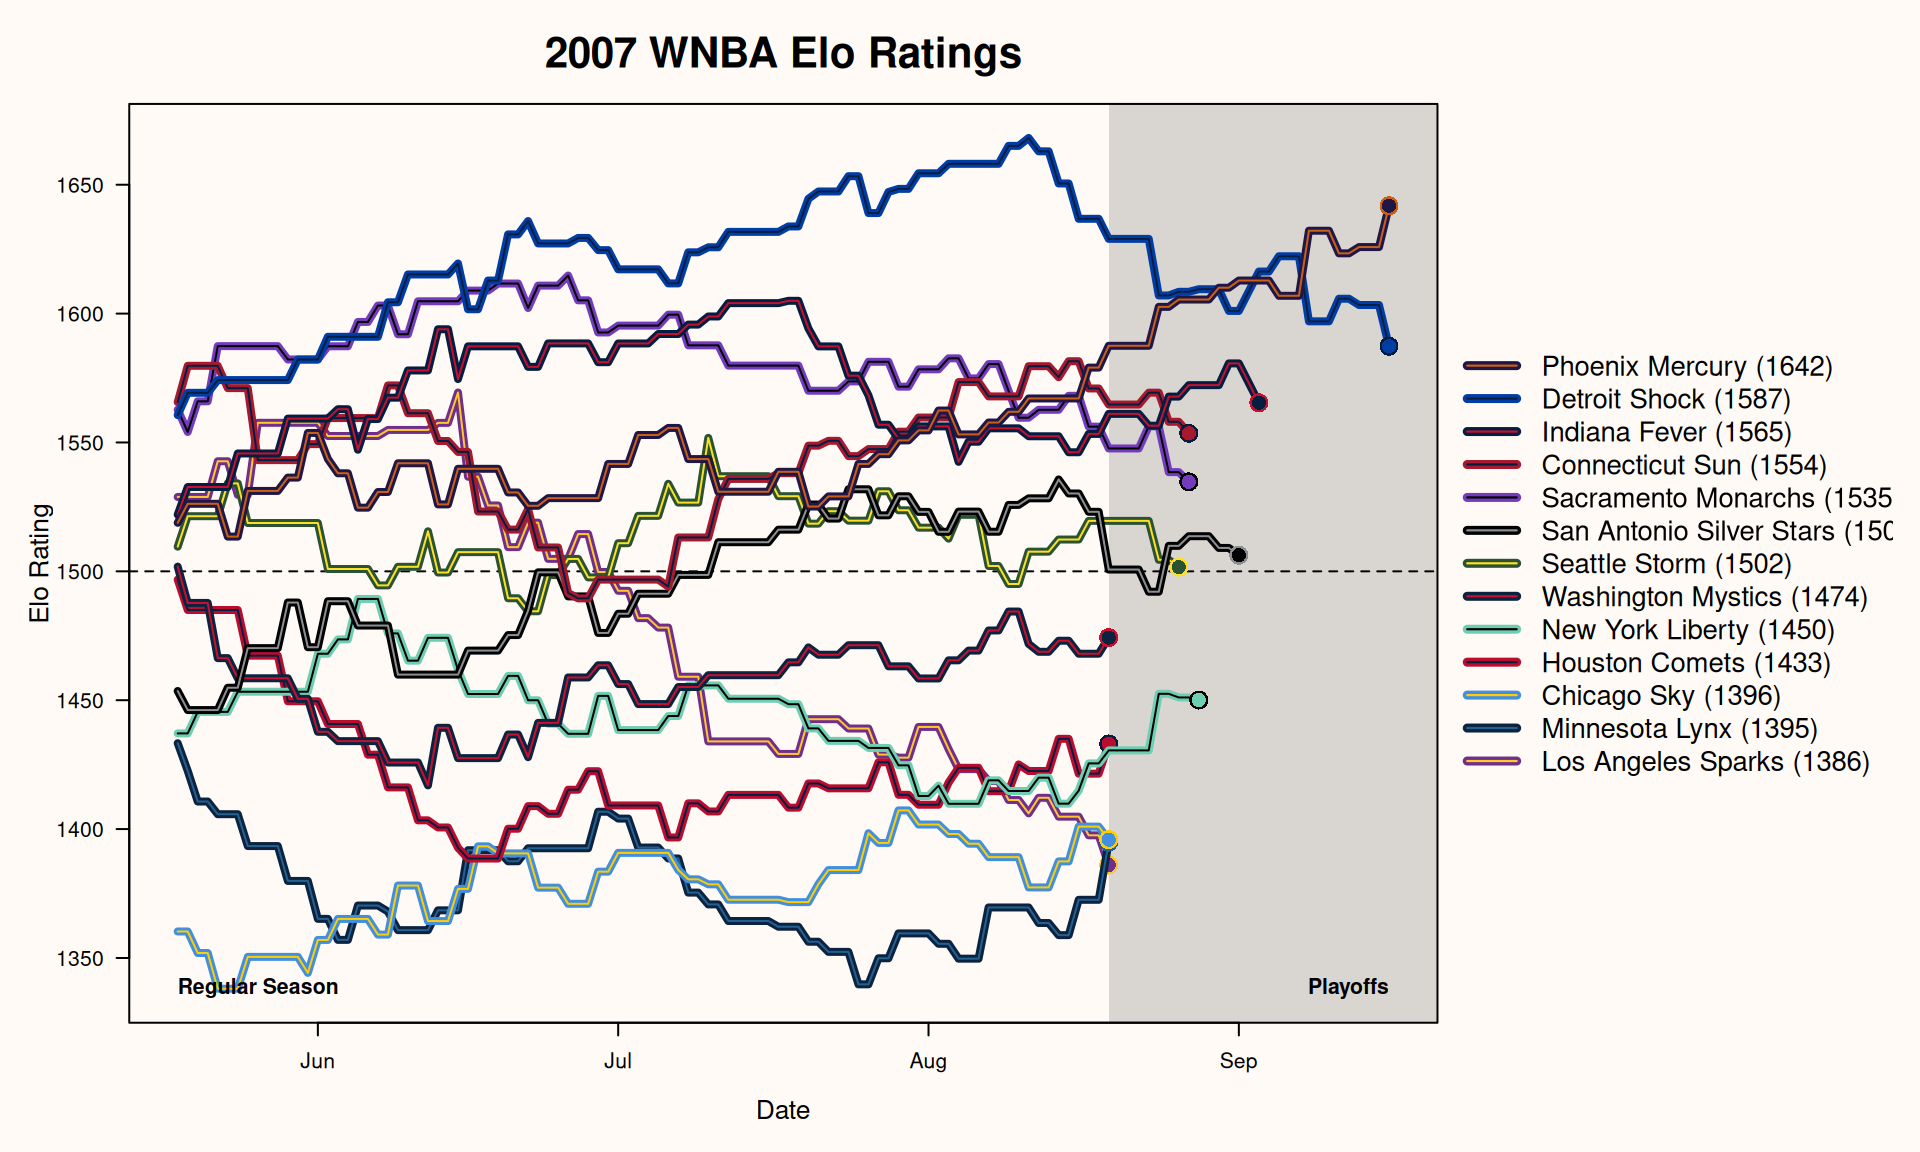 2007 WNBA Elo Ratings
Elo Rating
1650
1600
1550
1500
1450
1400
1350
Regular Season
Playoffs
Jun
Jul
Aug
Sep
Date
Phoenix Mercury (1642)
Detroit Shock (1587)
Indiana Fever (1565)
Connecticut Sun (1554)
Sacramento Monarchs (1535
San Antonio Silver Stars (150
Seattle Storm (1502)
Washington Mystics (1474)
New York Liberty (1450)
Houston Comets (1433)
Chicago Sky (1396)
Minnesota Lynx (1395)
Los Angeles Sparks (1386)